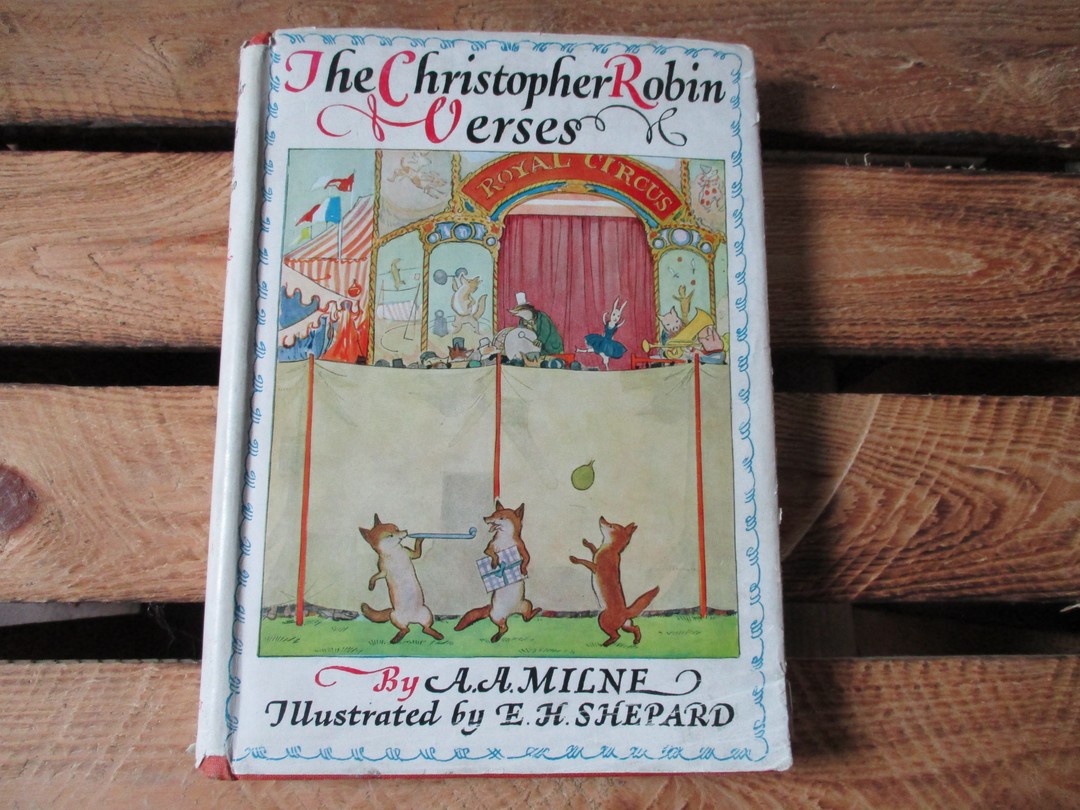 The Christopher Robin
Verses
ROYAL CIRCUS
By A.A. MILNE
Illustrated by E.H. SHEPARD